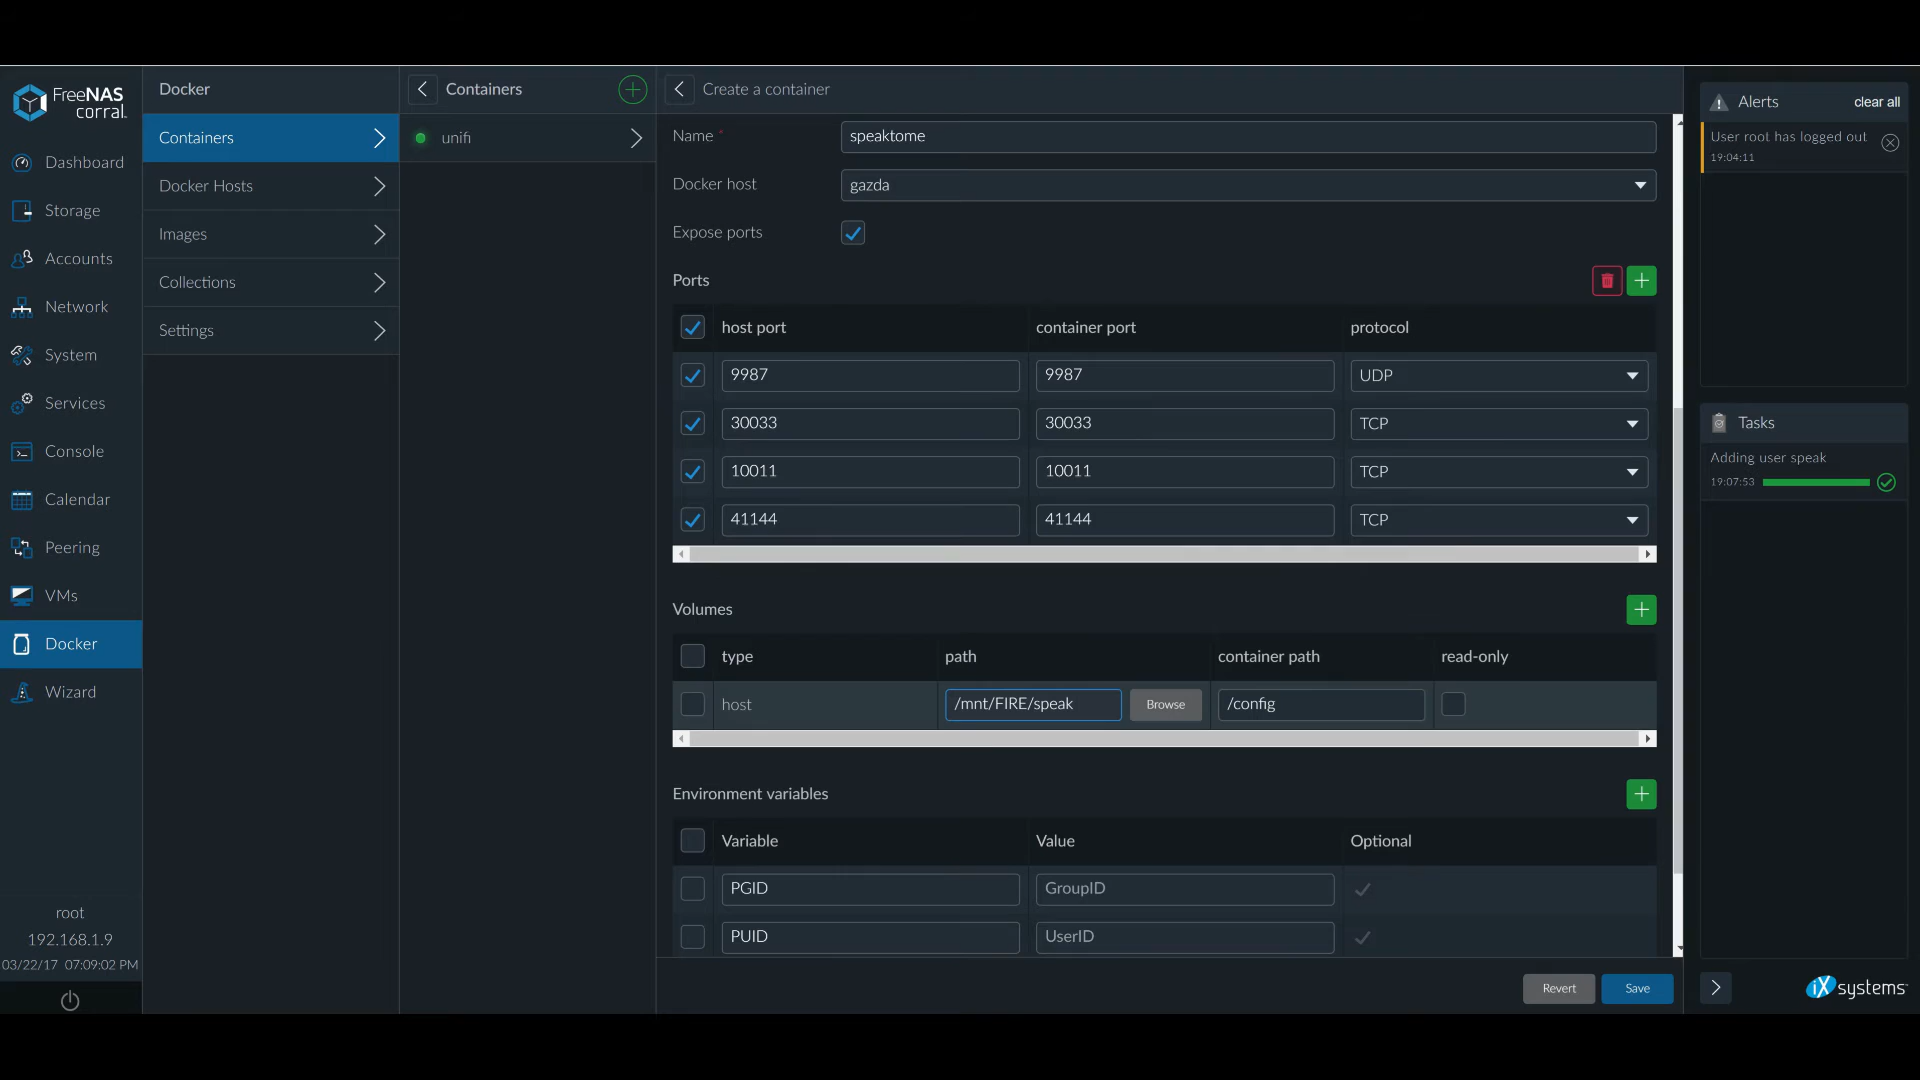 FreeNAS
corral
Dashboard
Storage
Accounts
Network
System
Services
Console
Calendar
Peering
VMs
Docker
Wizard
root
192.168.1.9
03/22/17 07:09:02 PM
Docker
Containers
Docker Hosts
Images
Collections
Settings
Containers
unifi
Create a container
Name * speaktome
Docker host gazda
Expose ports
Ports
host port container port protocol
9987 9987 UDP
30033 30033 TCP
10011 10011 TCP
41144 41144 TCP
Volumes
type path container path read-only
host /mnt/FIRE/speak Browse /config
Environment variables
Variable Value Optional
PGID GroupID
PUID UserID
Revert Save
Alerts clear all
User root has logged out
19:04:11
Tasks
Adding user speak
19:07:53
iXsystems